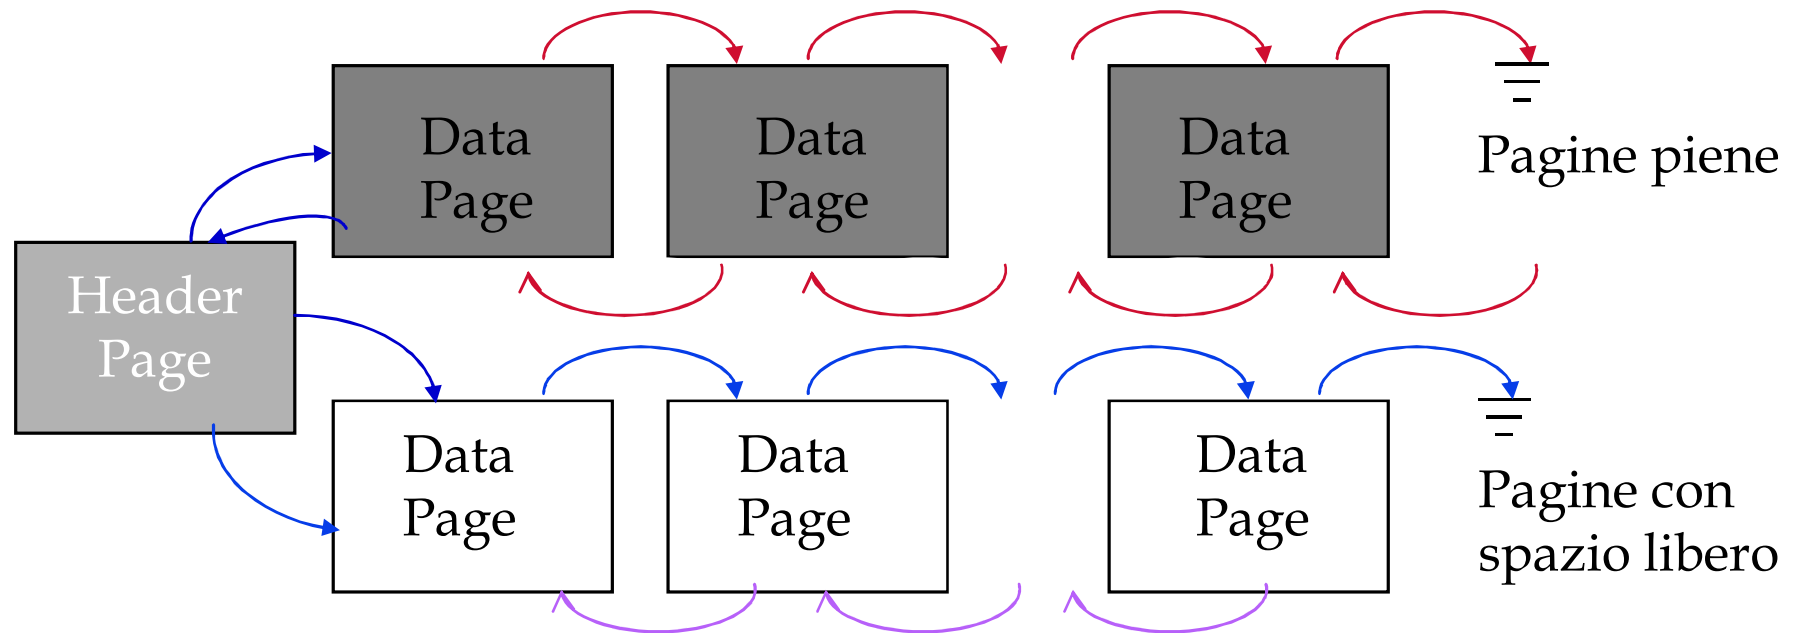 Data
Page
Data
Page
Data
Page
Pagine piene
Header
Page
Data
Page
Data
Page
Data
Page
Pagine con
spazio libero